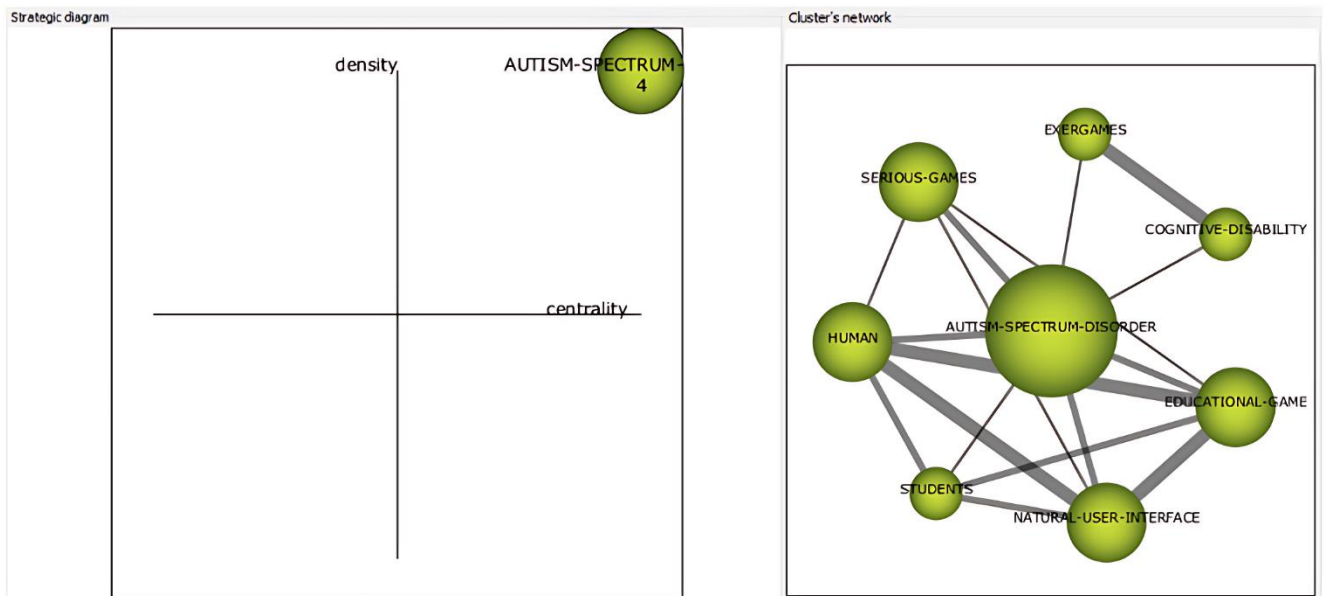 Strategic diagram
density
AUTISM-SPECTRUM-
4
centrality
Cluster's network
EXERGAMES
SERIOUS-GAMES
COGNITIVE-DISABILITY
AUTISM-SPECTRUM-DISORDER
HUMAN
EDUCATIONAL-GAME
STUDENTS
NATURAL-USER-INTERFACE